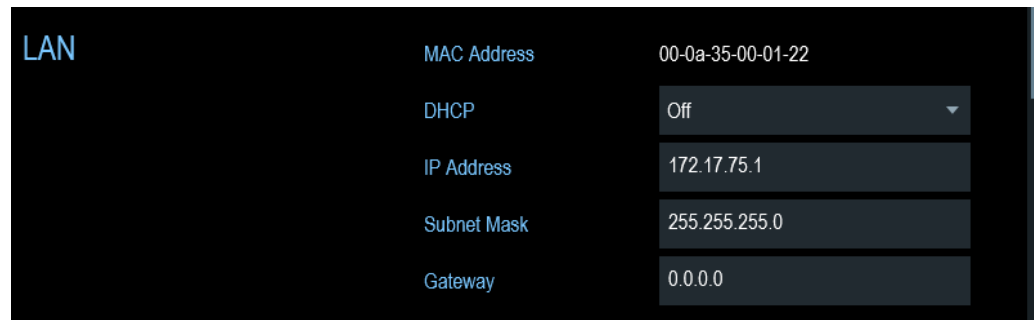 LAN
MAC Address 00-0a-35-00-01-22
DHCP Off
IP Address 172.17.75.1
Subnet Mask 255.255.255.0
Gateway 0.0.0.0